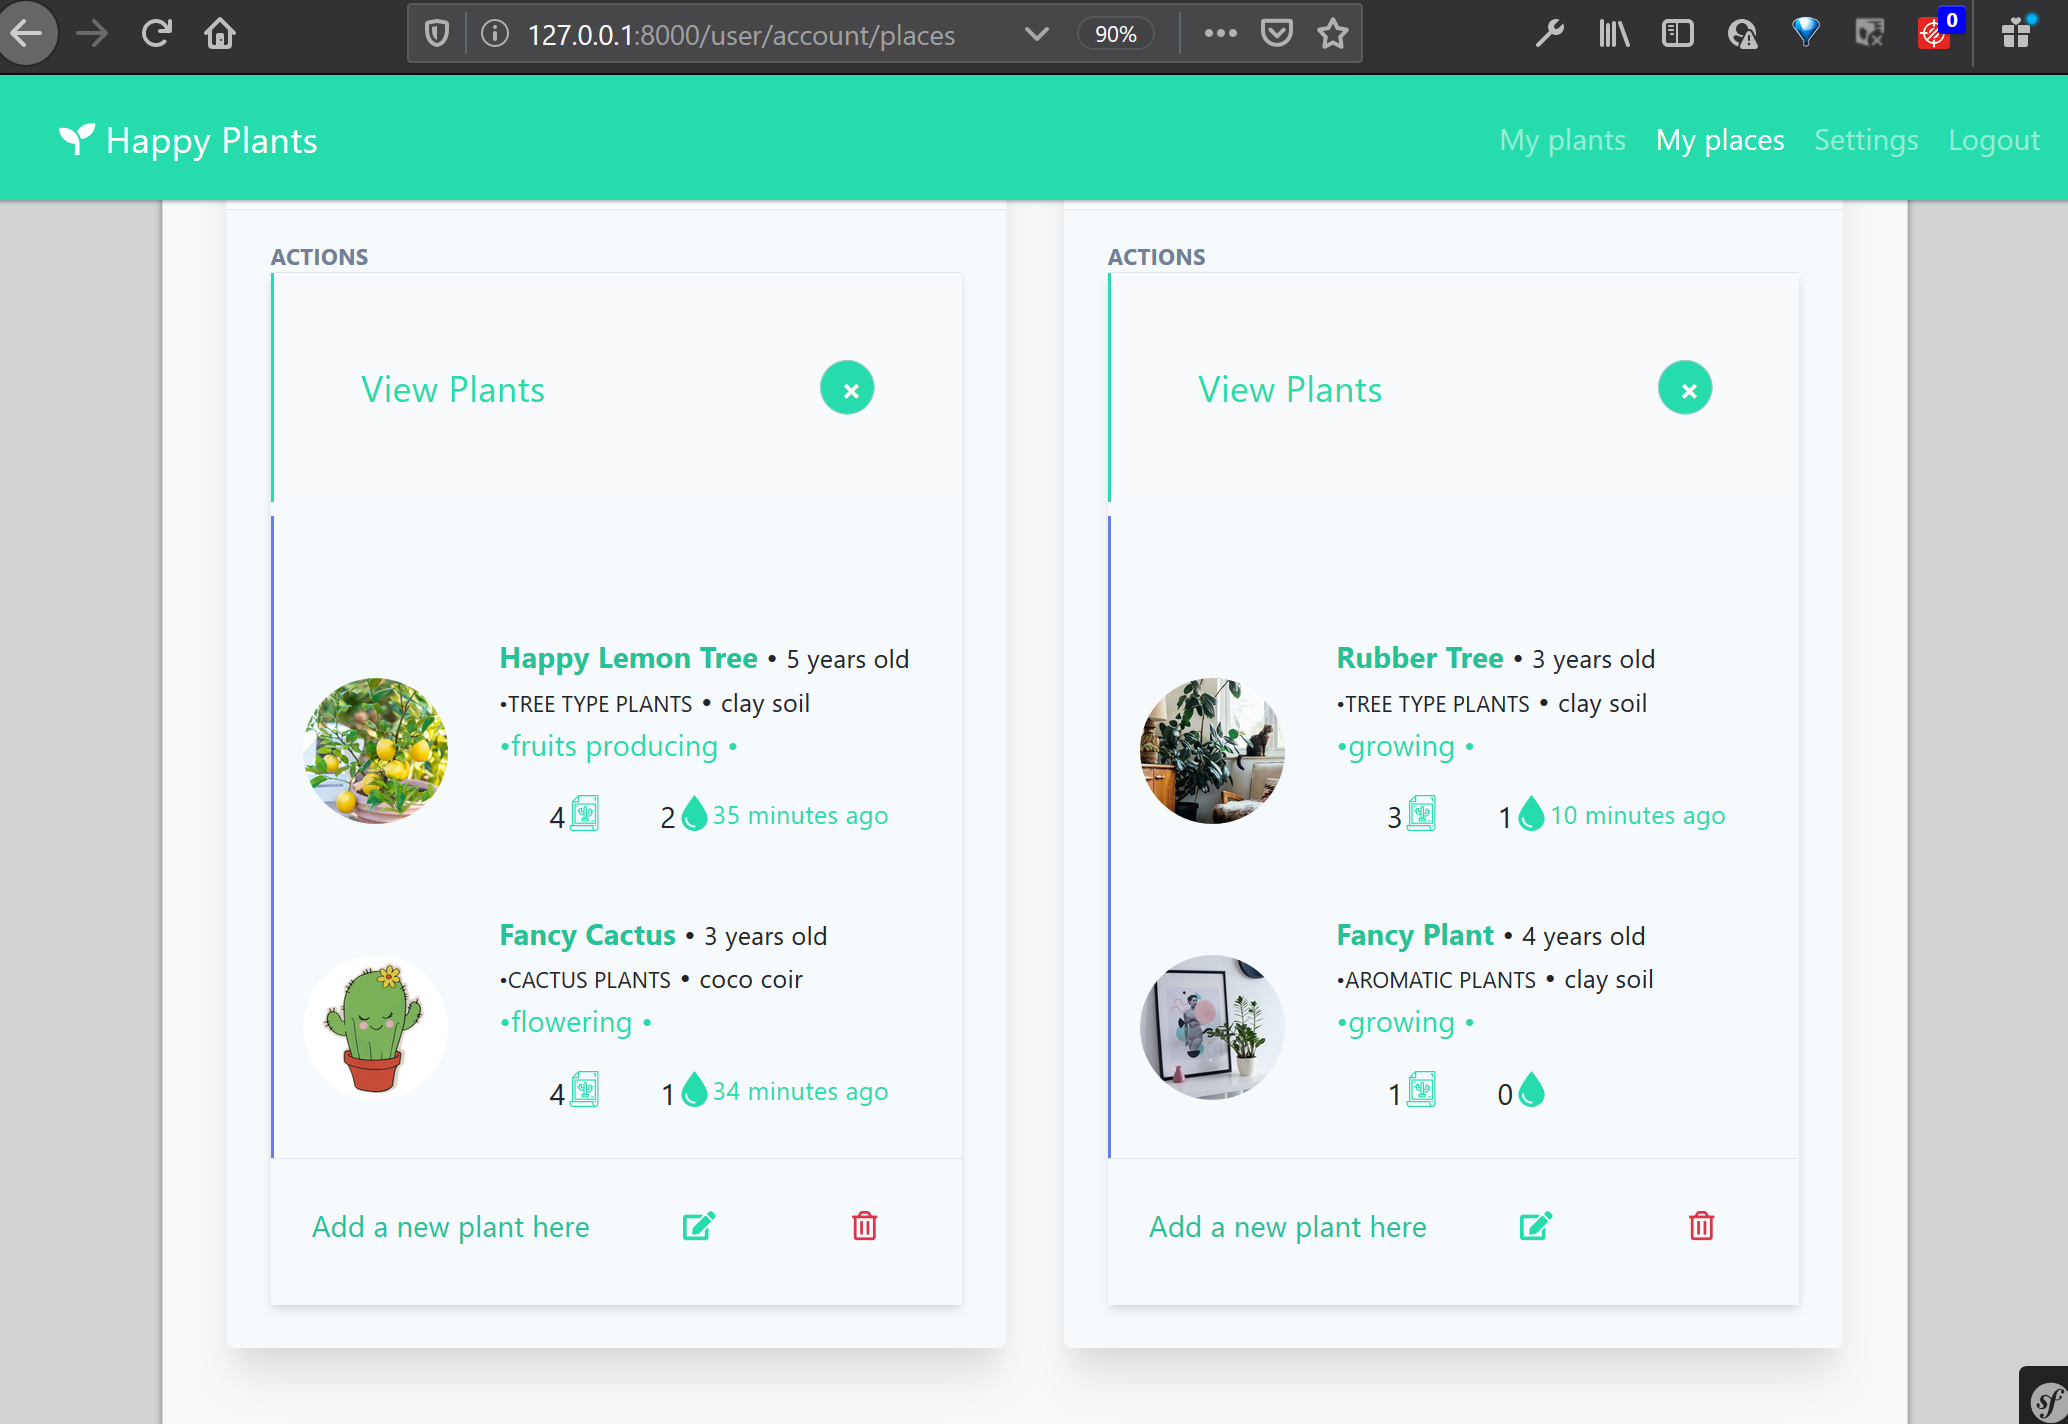 127.0.0.1:8000/user/account/places
90%
0
Happy Plants
My plants
My places
Settings
Logout
ACTIONS
View Plants
×
Happy Lemon Tree • 5 years old
•TREE TYPE PLANTS • clay soil
•fruits producing •
4
2
35 minutes ago
Fancy Cactus • 3 years old
•CACTUS PLANTS • coco coir
•flowering •
4
1
34 minutes ago
Add a new plant here
ACTIONS
View Plants
×
Rubber Tree • 3 years old
•TREE TYPE PLANTS • clay soil
•growing •
3
1
10 minutes ago
Fancy Plant • 4 years old
•AROMATIC PLANTS • clay soil
•growing •
1
0
Add a new plant here
sf